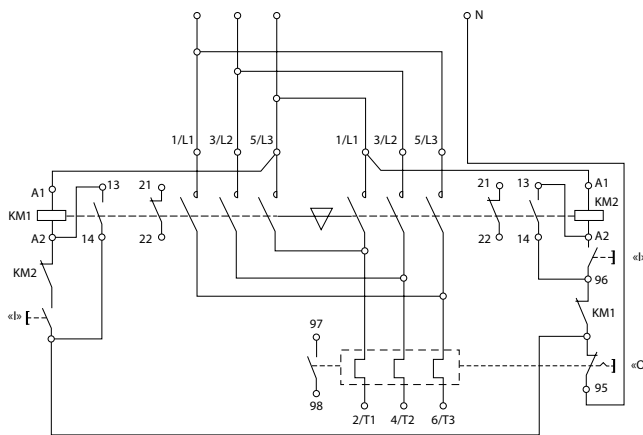 N
1/L1 3/L2 5/L3 1/L1 3/L2 5/L3
A1 13 21 21 13 A1
KM1 KM2
A2 14 22 22 14 A2
KM2 «I»
96
«I» KM1
97
«O
98 95
2/T1 4/T2 6/T3